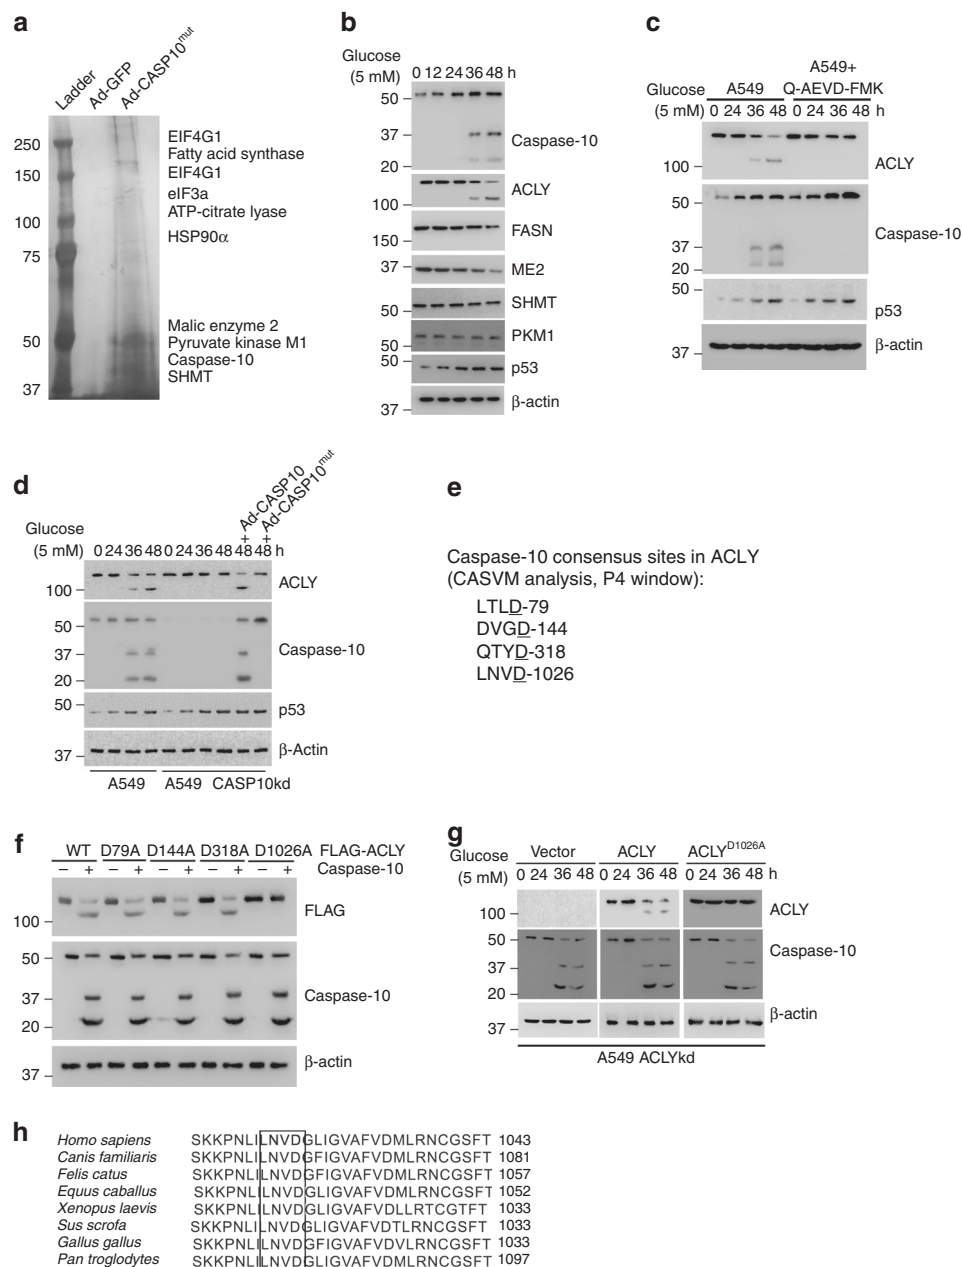 a
Ladder
Ad-GFP
Ad-CASP10mut
250
150
100
75
50
37
EIF4G1
Fatty acid synthase
EIF4G1
eIF3a
ATP-citrate lyase
HSP90α
Malic enzyme 2
Pyruvate kinase M1
Caspase-10
SHMT
b
Glucose
(5 mM) 0 12 24 36 48 h
50
37
20
Caspase-10
100
ACLY
150
FASN
37
ME2
50
SHMT
50
PKM1
50
p53
37
β-actin
c
A549 A549+
Q-AEVD-FMK
Glucose
(5 mM) 0 24 36 48 0 24 36 48 h
100
ACLY
50
37
20
Caspase-10
50
p53
37
β-actin
d
+ Ad-CASP10
+ Ad-CASP10mut
Glucose
(5 mM) 0 24 36 48 0 24 36 48 48 48 h
100
ACLY
50
37
20
Caspase-10
50
p53
37
β-Actin
A549 A549 CASP10kd
e
Caspase-10 consensus sites in ACLY
(CASVM analysis, P4 window):
LTLD-79
DVGD-144
QTYD-318
LNVD-1026
f
WT D79A D144A D318A D1026A FLAG-ACLY
– + – + – + – + – + Caspase-10
100
FLAG
50
37
20
Caspase-10
37
β-actin
g
Glucose Vector ACLY ACLYD1026A
(5 mM) 0 24 36 48 0 24 36 48 0 24 36 48 h
100
ACLY
50
37
20
Caspase-10
37
β-actin
A549 ACLYkd
h
Homo sapiens SKKPNLILNVDGLIGVAFVDMLRNCGSFT 1043
Canis familiaris SKKPNLILNVDGFIGVAFVDMLRNCGSFT 1081
Felis catus SKKPNLILNVDGLIGVAFVDMLRNCGSFT 1057
Equus caballus SKKPNLILNVDGLIGVAFVDMLRNCGSFT 1052
Xenopus laevis SKKPNLILNVDGLIGVAFVDLLRTCGTFT 1033
Sus scrofa SKKPNLILNVDGLIGVAFVDTLRNCGSFT 1033
Gallus gallus SKKPNLILNVDGFIGVAFVDVLRNCGSFT 1033
Pan troglodytes SKKPNLILNVDGLIGVAFVDMLRNCGSFT 1097